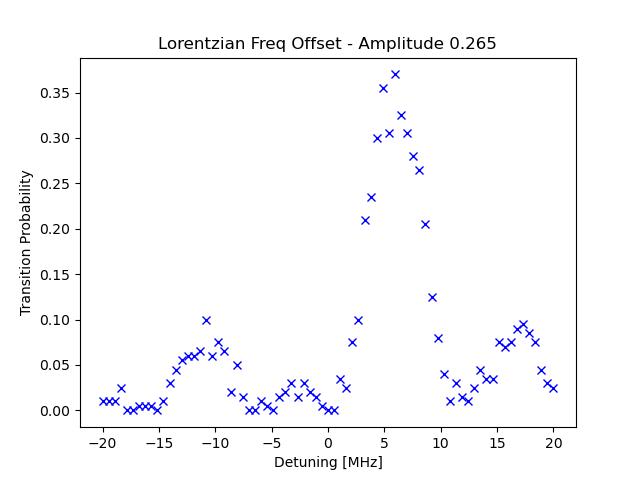 Lorentzian Freq Offset - Amplitude 0.265
Transition Probability
0.35
0.30
0.25
0.20
0.15
0.10
0.05
0.00
−20 −15 −10 −5 0 5 10 15 20
Detuning [MHz]